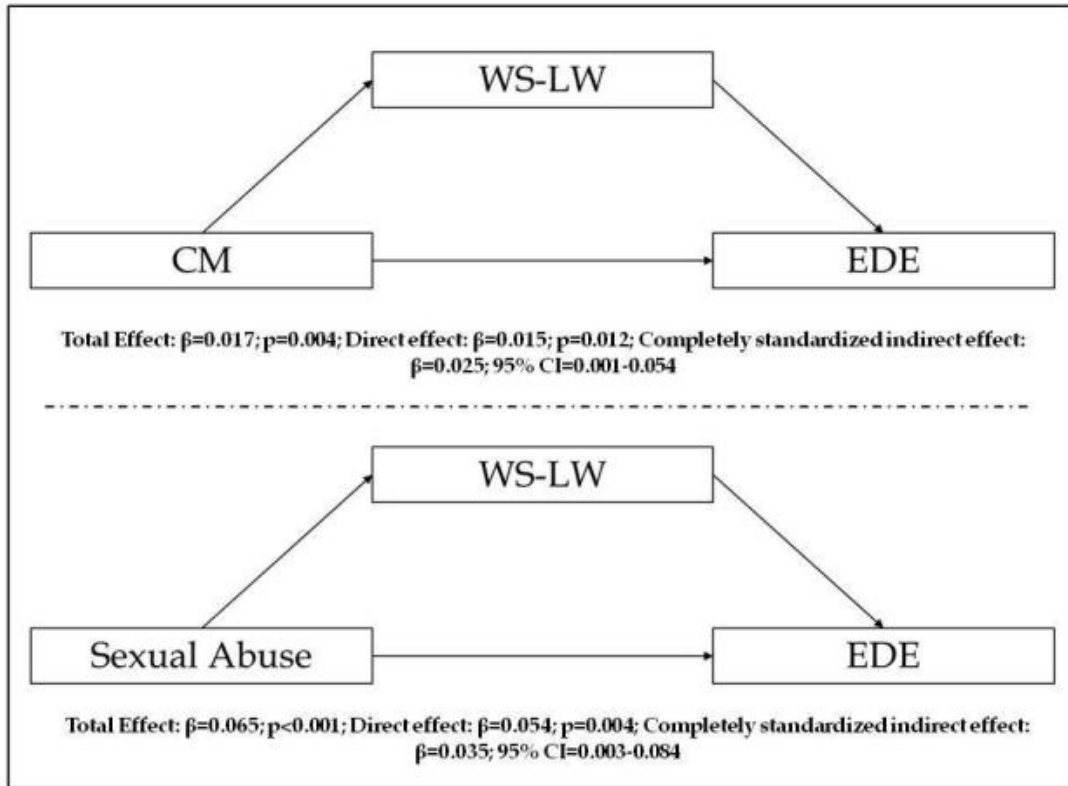 WS-LW
CM
EDE
Total Effect: β=0.017; p=0.004; Direct effect: β=0.015; p=0.012; Completely standardized indirect effect:
β=0.025; 95% CI=0.001-0.054
WS-LW
Sexual Abuse
EDE
Total Effect: β=0.065; p<0.001; Direct effect: β=0.054; p=0.004; Completely standardized indirect effect:
β=0.035; 95% CI=0.003-0.084